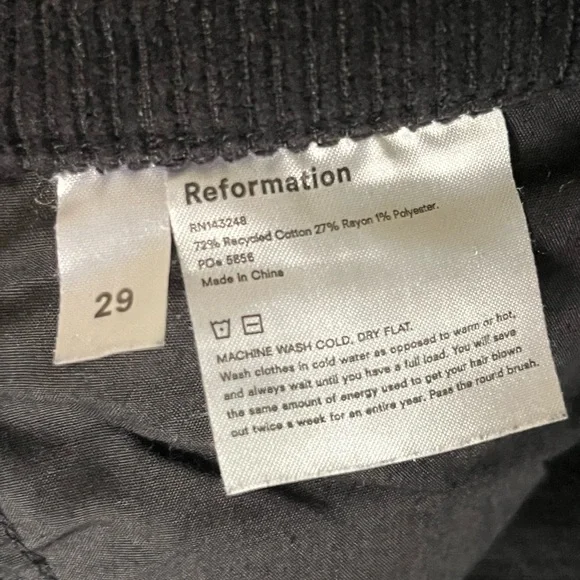 Reformation
RN143248
72% Recycled Cotton 27% Rayon 1% Polyester.
PO# 5656
Made In China
29
MACHINE WASH COLD, DRY FLAT.
Wash clothes in cold water as opposed to warm or hot,
and always wait until you have a full load. You will save
the same amount of energy used to get your hair blown
out twice a week for an entire year. Pass the round brush.